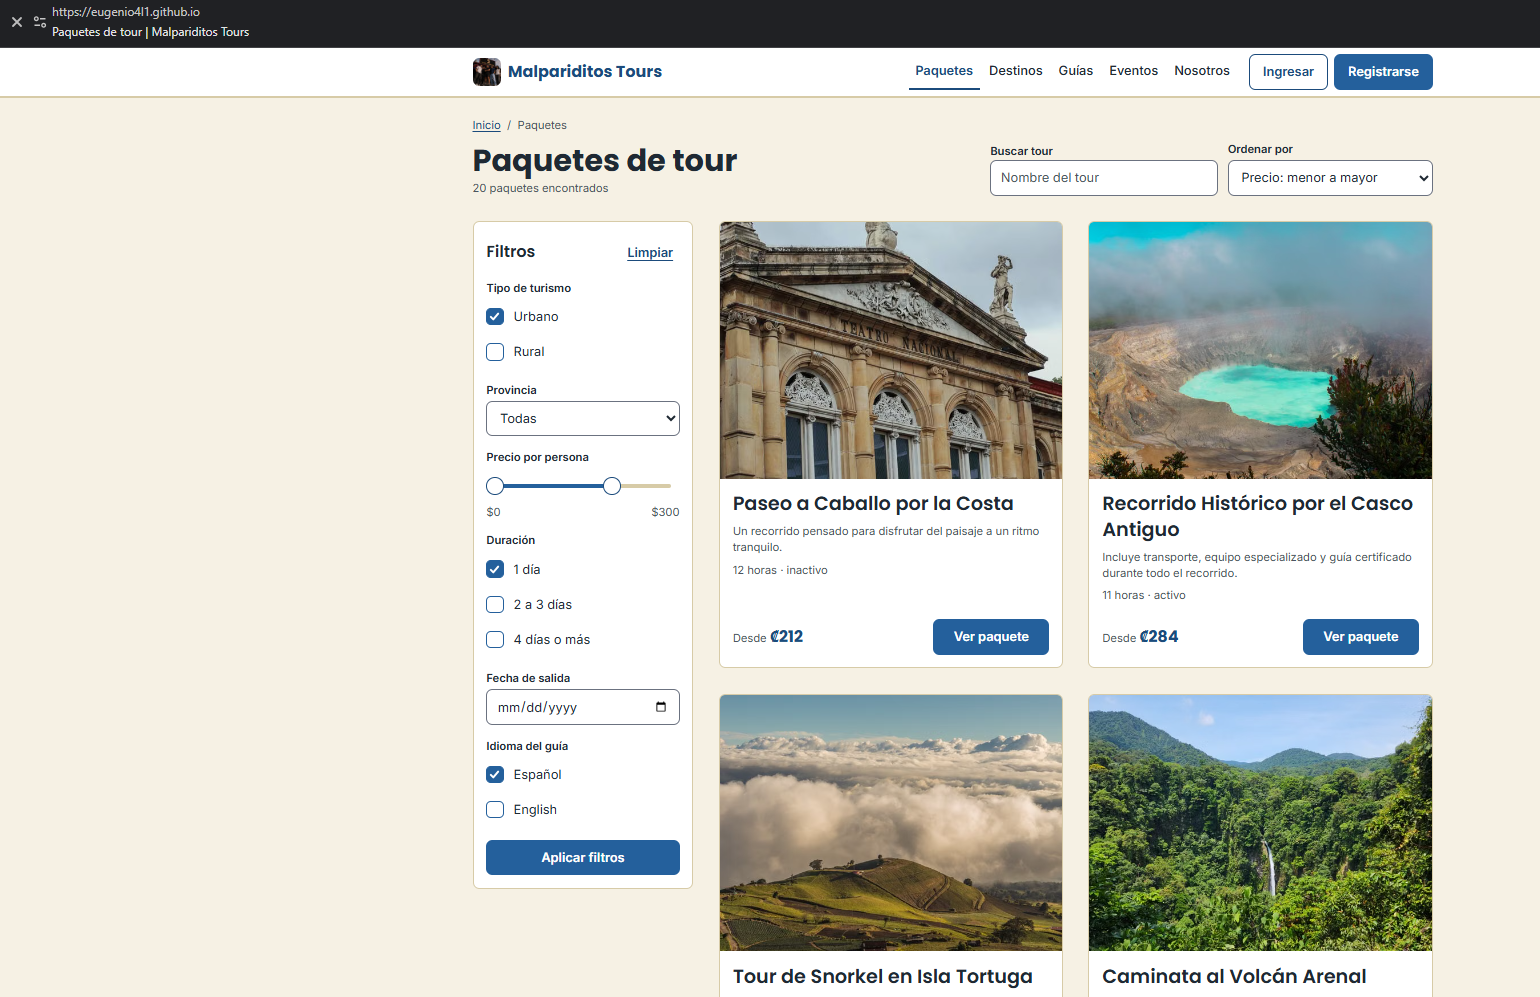 https://eugenio4l1.github.io
Paquetes de tour | Malpariditos Tours
Malpariditos Tours
Paquetes
Destinos
Guías
Eventos
Nosotros
Ingresar
Registrarse
Inicio / Paquetes
Paquetes de tour
20 paquetes encontrados
Buscar tour
Nombre del tour
Ordenar por
Precio: menor a mayor
Filtros
Limpiar
Tipo de turismo
Urbano
Rural
Provincia
Todas
Precio por persona
$0
$300
Duración
1 día
2 a 3 días
4 días o más
Fecha de salida
mm/dd/yyyy
Idioma del guía
Español
English
Aplicar filtros
TEATRO NACIONAL
Paseo a Caballo por la Costa
Un recorrido pensado para disfrutar del paisaje a un ritmo
tranquilo.
12 horas · inactivo
Desde ₡212
Ver paquete
Recorrido Histórico por el Casco
Antiguo
Incluye transporte, equipo especializado y guía certificado
durante todo el recorrido.
11 horas · activo
Desde ₡284
Ver paquete
Tour de Snorkel en Isla Tortuga
Caminata al Volcán Arenal